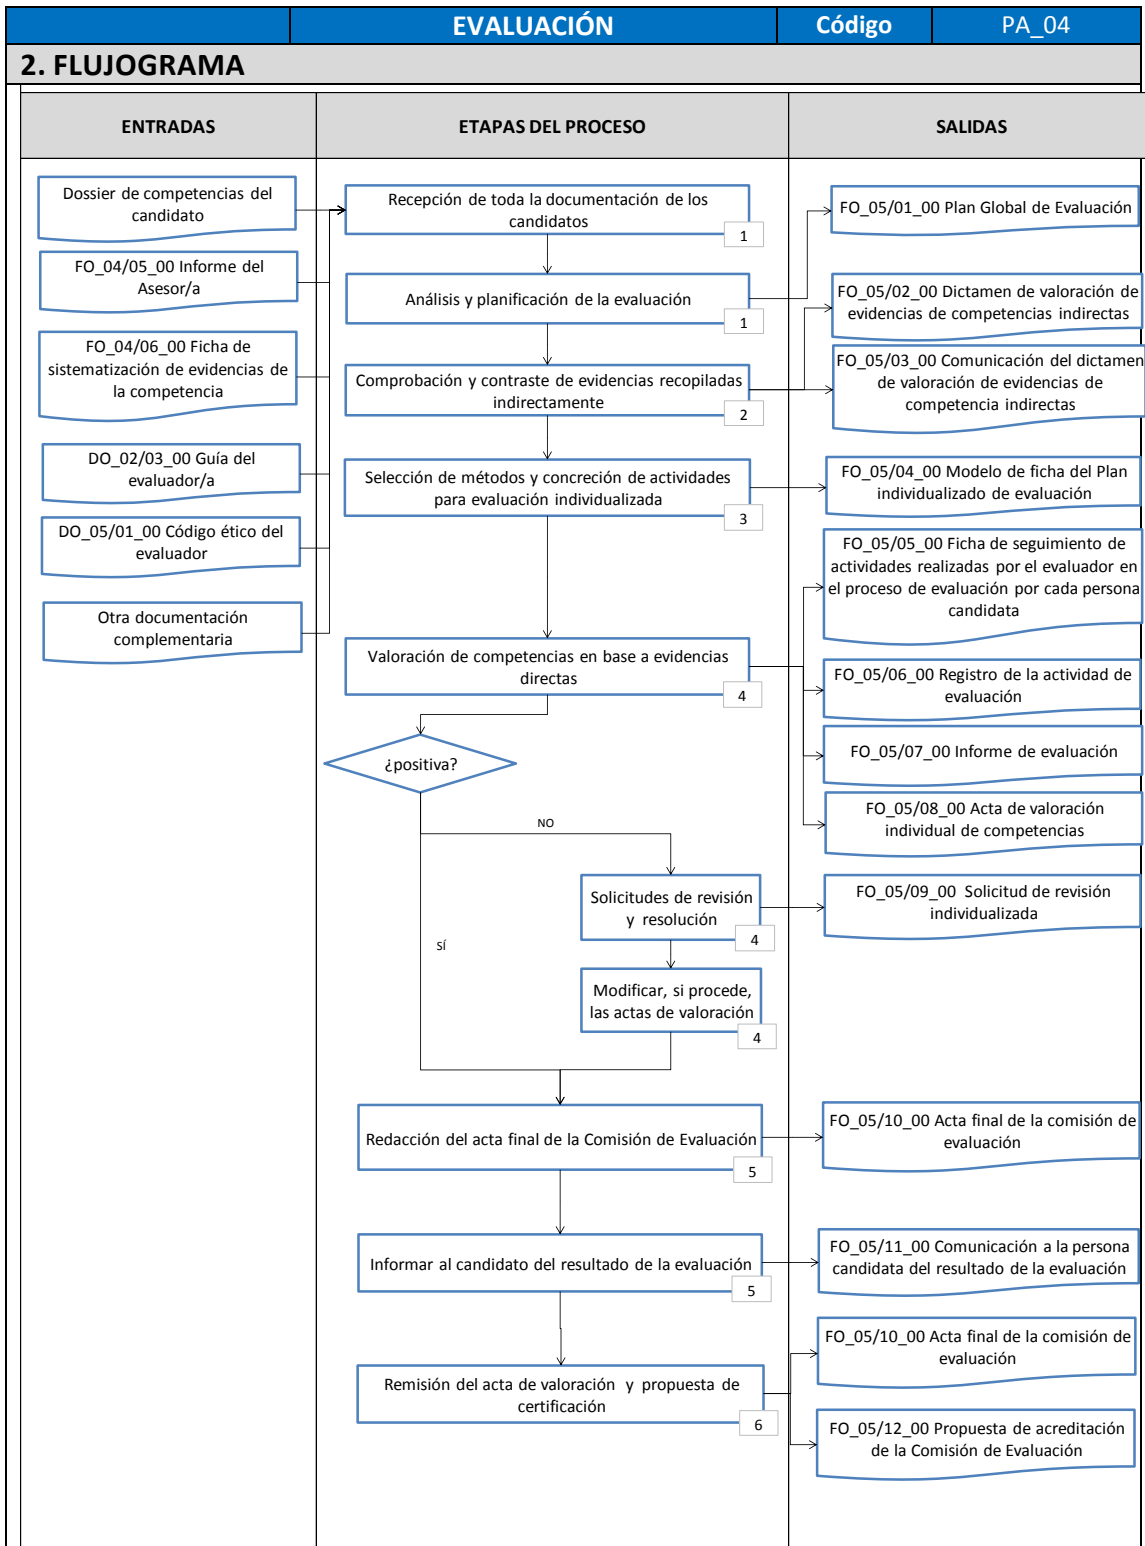 EVALUACIÓN Código PA_04
2. FLUJOGRAMA
ENTRADAS ETAPAS DEL PROCESO SALIDAS
Dossier de competencias del
candidato
FO_04/05_00 Informe del
Asesor/a
FO_04/06_00 Ficha de
sistematización de evidencias de
la competencia
DO_02/03_00 Guía del
evaluador/a
DO_05/01_00 Código ético del
evaluador
Otra documentación
complementaria
Recepción de toda la documentación de los
candidatos
1
Análisis y planificación de la evaluación
1
Comprobación y contraste de evidencias recopiladas
indirectamente
2
Selección de métodos y concreción de actividades
para evaluación individualizada
3
Valoración de competencias en base a evidencias
directas
4
¿positiva?
NO
SÍ
Solicitudes de revisión
y resolución
4
Modificar, si procede,
las actas de valoración
4
Redacción del acta final de la Comisión de Evaluación
5
Informar al candidato del resultado de la evaluación
5
Remisión del acta de valoración y propuesta de
certificación
6
FO_05/01_00 Plan Global de Evaluación
FO_05/02_00 Dictamen de valoración de
evidencias de competencias indirectas
FO_05/03_00 Comunicación del dictamen
de valoración de evidencias de
competencia indirectas
FO_05/04_00 Modelo de ficha del Plan
individualizado de evaluación
FO_05/05_00 Ficha de seguimiento de
actividades realizadas por el evaluador en
el proceso de evaluación por cada persona
candidata
FO_05/06_00 Registro de la actividad de
evaluación
FO_05/07_00 Informe de evaluación
FO_05/08_00 Acta de valoración
individual de competencias
FO_05/09_00 Solicitud de revisión
individualizada
FO_05/10_00 Acta final de la comisión de
evaluación
FO_05/11_00 Comunicación a la persona
candidata del resultado de la evaluación
FO_05/10_00 Acta final de la comisión de
evaluación
FO_05/12_00 Propuesta de acreditación
de la Comisión de Evaluación